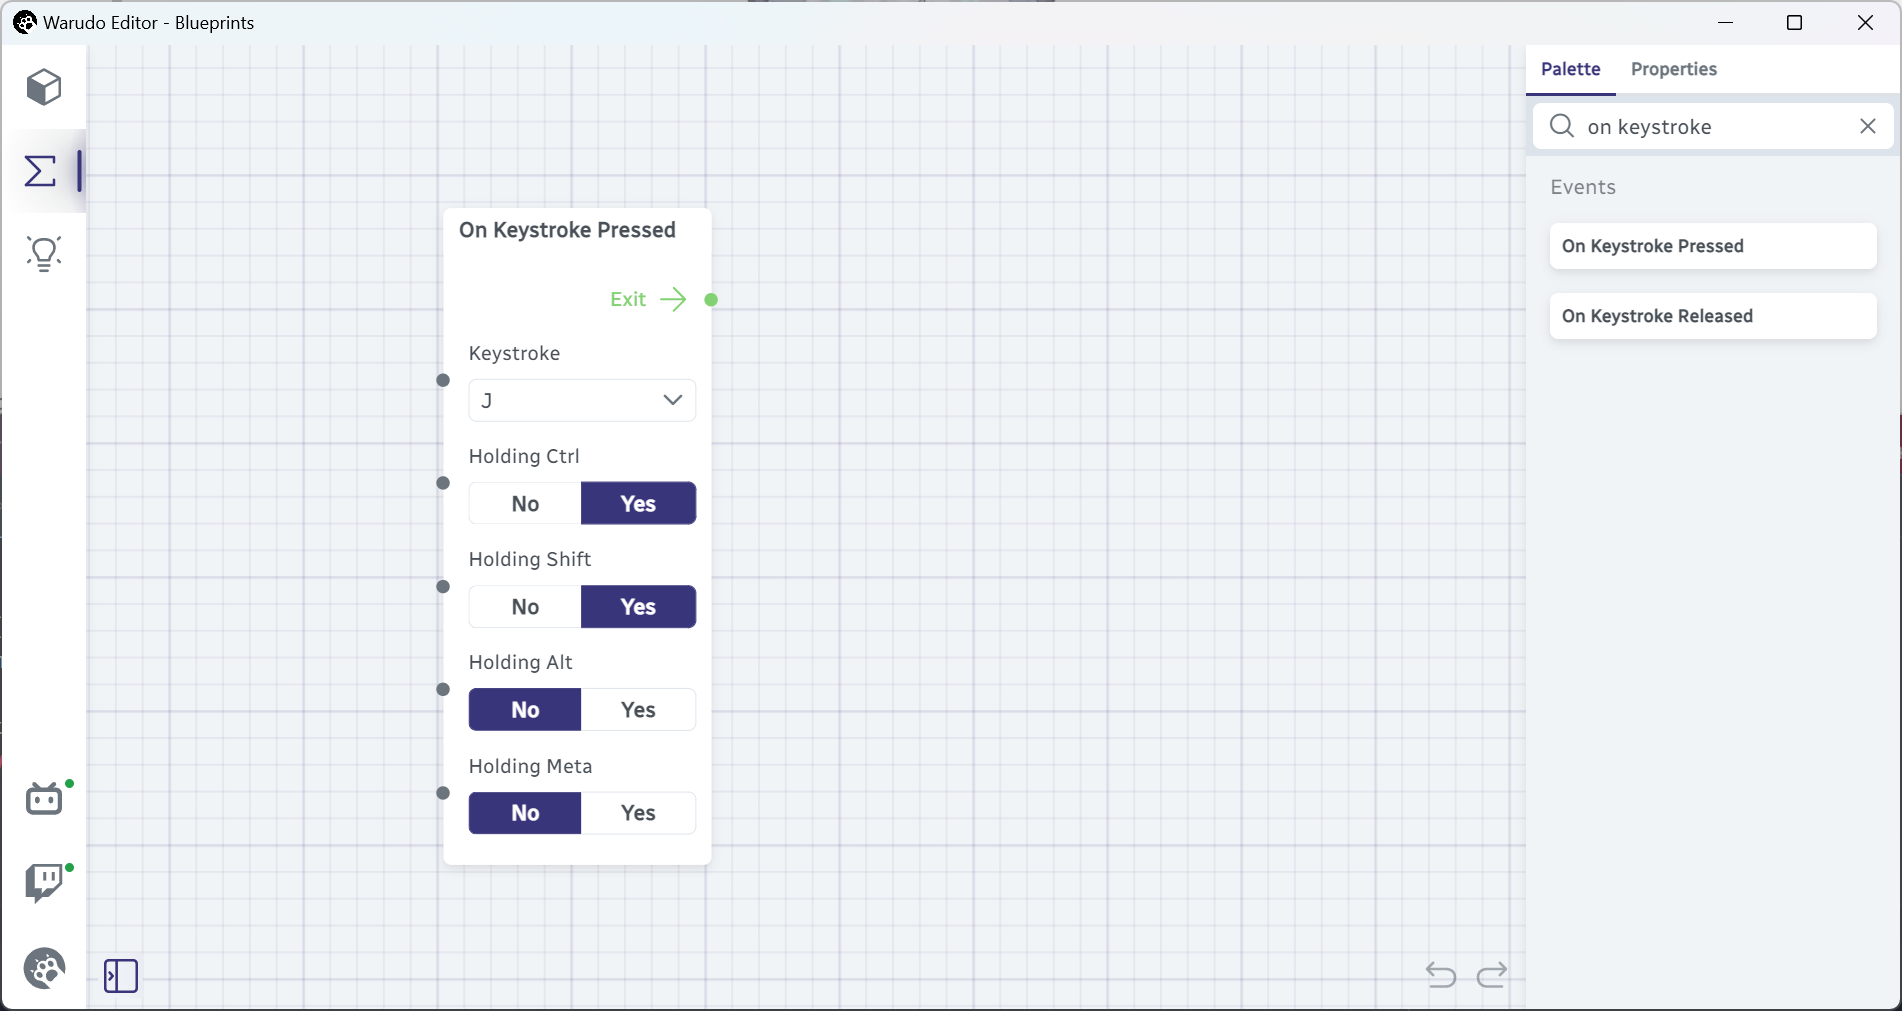 Warudo Editor - Blueprints
Palette Properties
on keystroke
Events
On Keystroke Pressed
On Keystroke Released
On Keystroke Pressed
Exit
Keystroke
J
Holding Ctrl
No Yes
Holding Shift
No Yes
Holding Alt
No Yes
Holding Meta
No Yes